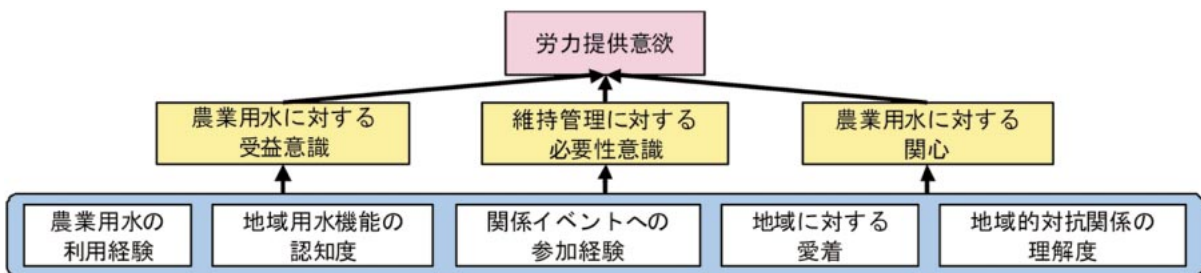 労力提供意欲
農業用水に対する
受益意識
維持管理に対する
必要性意識
農業用水に対する
関心
農業用水の
利用経験
地域用水機能の
認知度
関係イベントへの
参加経験
地域に対する
愛着
地域的対抗関係の
理解度